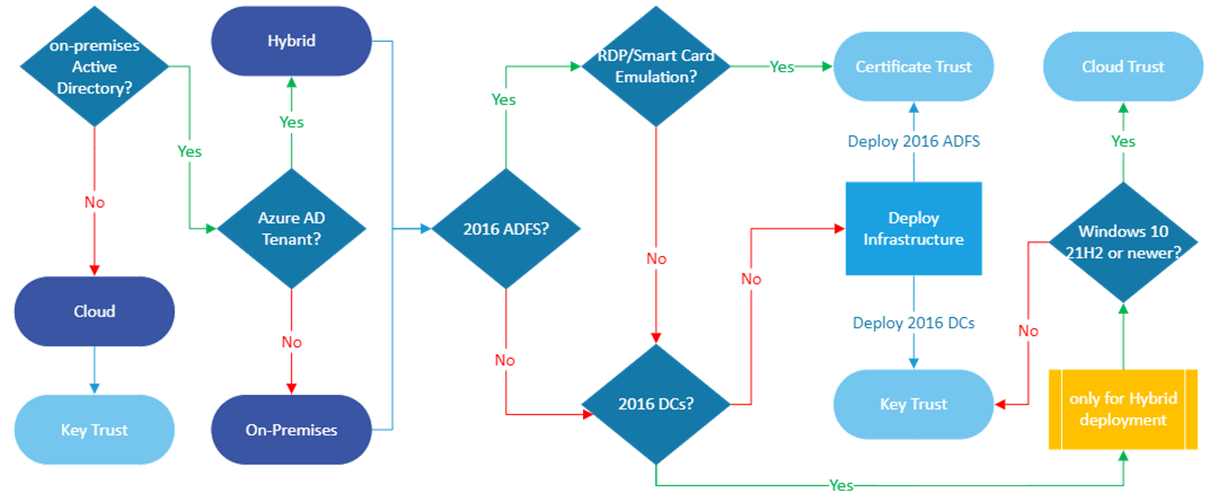 on-premises
Active
Directory?
Yes
No
Cloud
Key Trust
Hybrid
Yes
Azure AD
Tenant?
No
On-Premises
2016 ADFS?
Yes
No
RDP/Smart Card
Emulation?
Yes
No
2016 DCs?
No
Yes
Certificate Trust
Deploy 2016 ADFS
Deploy
Infrastructure
Deploy 2016 DCs
Key Trust
Cloud Trust
Yes
Windows 10
21H2 or newer?
No
only for Hybrid
deployment